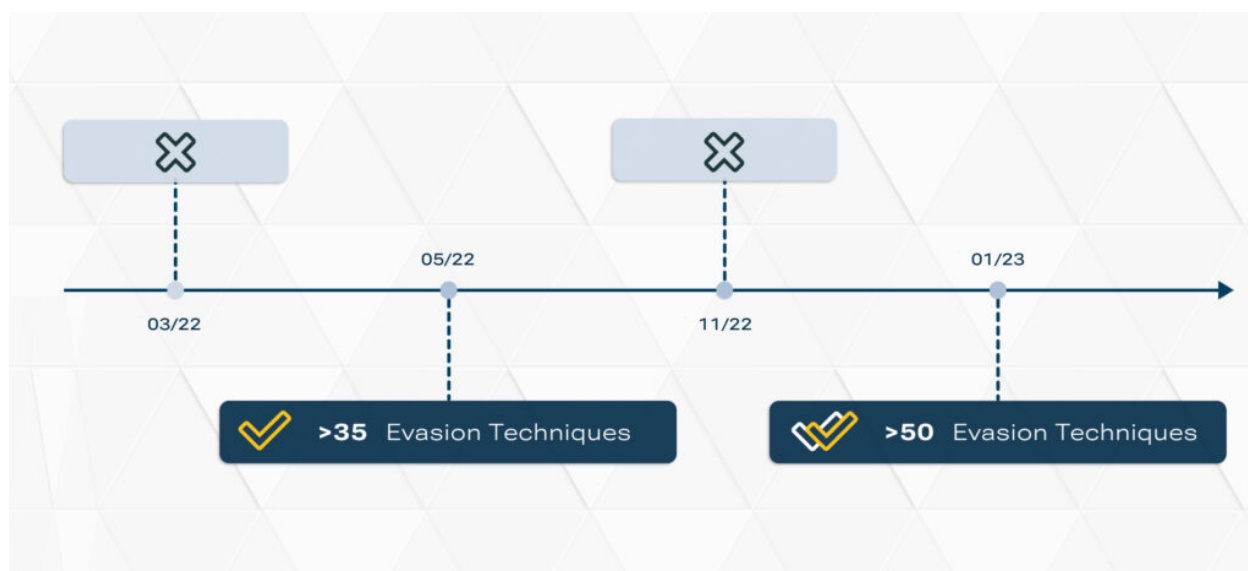 05/22
01/23
03/22
11/22
>35 Evasion Techniques
>50 Evasion Techniques